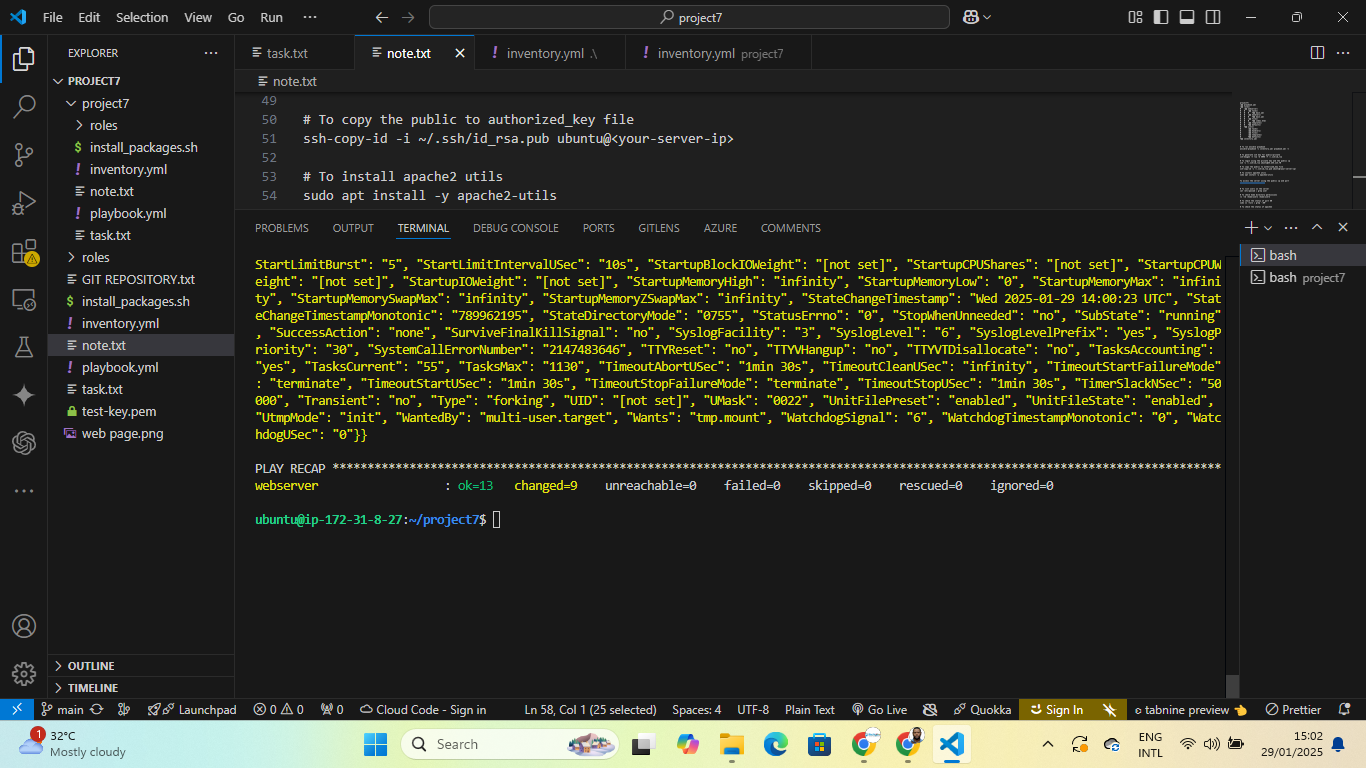 File Edit Selection View Go Run ···
project7
EXPLORER ···
PROJECT7
project7
roles
$ install_packages.sh
! inventory.yml
note.txt
! playbook.yml
task.txt
roles
GIT REPOSITORY.txt
$ install_packages.sh
! inventory.yml
note.txt
! playbook.yml
task.txt
test-key.pem
web page.png
OUTLINE
TIMELINE
task.txt note.txt ! inventory.yml .\ ! inventory.yml project7
note.txt
49
50 # To copy the public to authorized_key file
51 ssh-copy-id -i ~/.ssh/id_rsa.pub ubuntu@<your-server-ip>
52
53 # To install apache2 utils
54 sudo apt install -y apache2-utils
PROBLEMS OUTPUT TERMINAL DEBUG CONSOLE PORTS GITLENS AZURE COMMENTS
bash
bash project7
StartLimitBurst": "5", "StartLimitIntervalUSec": "10s", "StartupBlockIOWeight": "[not set]", "StartupCPUShares": "[not set]", "StartupCPUW
eight": "[not set]", "StartupIOWeight": "[not set]", "StartupMemoryHigh": "infinity", "StartupMemoryLow": "0", "StartupMemoryMax": "infini
ty", "StartupMemorySwapMax": "infinity", "StartupMemoryZSwapMax": "infinity", "StateChangeTimestamp": "Wed 2025-01-29 14:00:23 UTC", "Stat
eChangeTimestampMonotonic": "789962195", "StateDirectoryMode": "0755", "StatusErrno": "0", "StopWhenUnneeded": "no", "SubState": "running"
, "SuccessAction": "none", "SurviveFinalKillSignal": "no", "SyslogFacility": "3", "SyslogLevel": "6", "SyslogLevelPrefix": "yes", "SyslogP
riority": "30", "SystemCallErrorNumber": "2147483646", "TTYReset": "no", "TTYVHangup": "no", "TTYVTDisallocate": "no", "TasksAccounting":
"yes", "TasksCurrent": "55", "TasksMax": "1130", "TimeoutAbortUSec": "1min 30s", "TimeoutCleanUSec": "infinity", "TimeoutStartFailureMode"
: "terminate", "TimeoutStartUSec": "1min 30s", "TimeoutStopFailureMode": "terminate", "TimeoutStopUSec": "1min 30s", "TimerSlackNSec": "50
000", "Transient": "no", "Type": "forking", "UID": "[not set]", "UMask": "0022", "UnitFilePreset": "enabled", "UnitFileState": "enabled",
"UtmpMode": "init", "WantedBy": "multi-user.target", "Wants": "tmp.mount", "WatchdogSignal": "6", "WatchdogTimestampMonotonic": "0", "Watc
hdogUSec": "0"}}
PLAY RECAP *******************************************************************************************************************************
webserver : ok=13 changed=9 unreachable=0 failed=0 skipped=0 rescued=0 ignored=0
ubuntu@ip-172-31-8-27:~/project7$
main Launchpad 0 0 0 Cloud Code - Sign in Ln 58, Col 1 (25 selected) Spaces: 4 UTF-8 Plain Text Go Live Quokka Sign In tabnine preview Prettier
1 32°C
Mostly cloudy
Search
ENG
INTL
15:02
29/01/2025